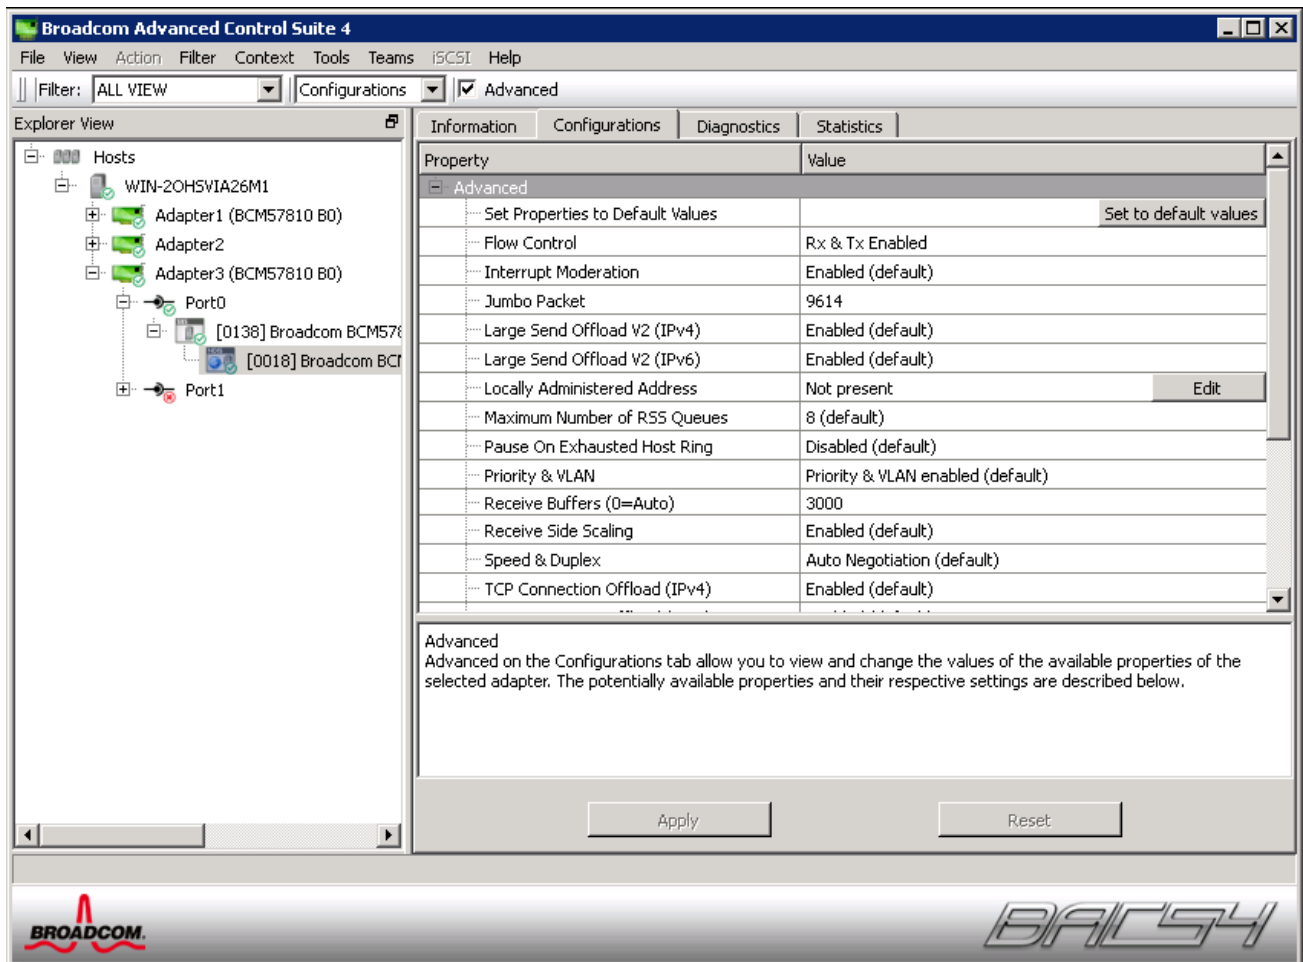 Broadcom Advanced Control Suite 4
File View Action Filter Context Tools Teams iSCSI Help
Filter: ALL VIEW Configurations Advanced
Explorer View
Hosts
WIN-2OHSVIA26M1
Adapter1 (BCM57810 B0)
Adapter2
Adapter3 (BCM57810 B0)
Port0
[0138] Broadcom BCM578
[0018] Broadcom BCM
Port1
Information Configurations Diagnostics Statistics
Property Value
Advanced
Set Properties to Default Values Set to default values
Flow Control Rx & Tx Enabled
Interrupt Moderation Enabled (default)
Jumbo Packet 9614
Large Send Offload V2 (IPv4) Enabled (default)
Large Send Offload V2 (IPv6) Enabled (default)
Locally Administered Address Not present Edit
Maximum Number of RSS Queues 8 (default)
Pause On Exhausted Host Ring Disabled (default)
Priority & VLAN Priority & VLAN enabled (default)
Receive Buffers (0=Auto) 3000
Receive Side Scaling Enabled (default)
Speed & Duplex Auto Negotiation (default)
TCP Connection Offload (IPv4) Enabled (default)
Advanced
Advanced on the Configurations tab allow you to view and change the values of the available properties of the
selected adapter. The potentially available properties and their respective settings are described below.
Apply Reset
BROADCOM. BACS4